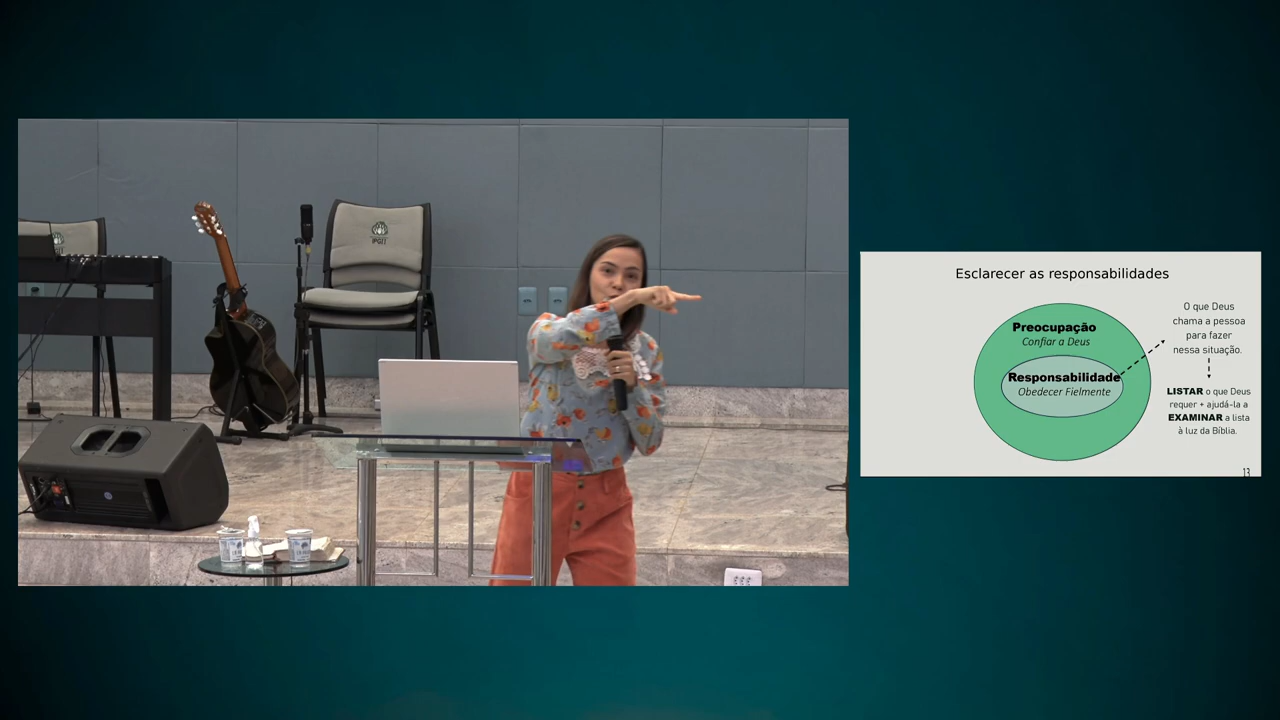 IPGII
Esclarecer as responsabilidades
Preocupação
Confiar a Deus
Responsabilidade
Obedecer Fielmente
O que Deus
chama a pessoa
para fazer
nessa situação.
LISTAR o que Deus
requer + ajudá-la a
EXAMINAR a lista
à luz da Bíblia.
13